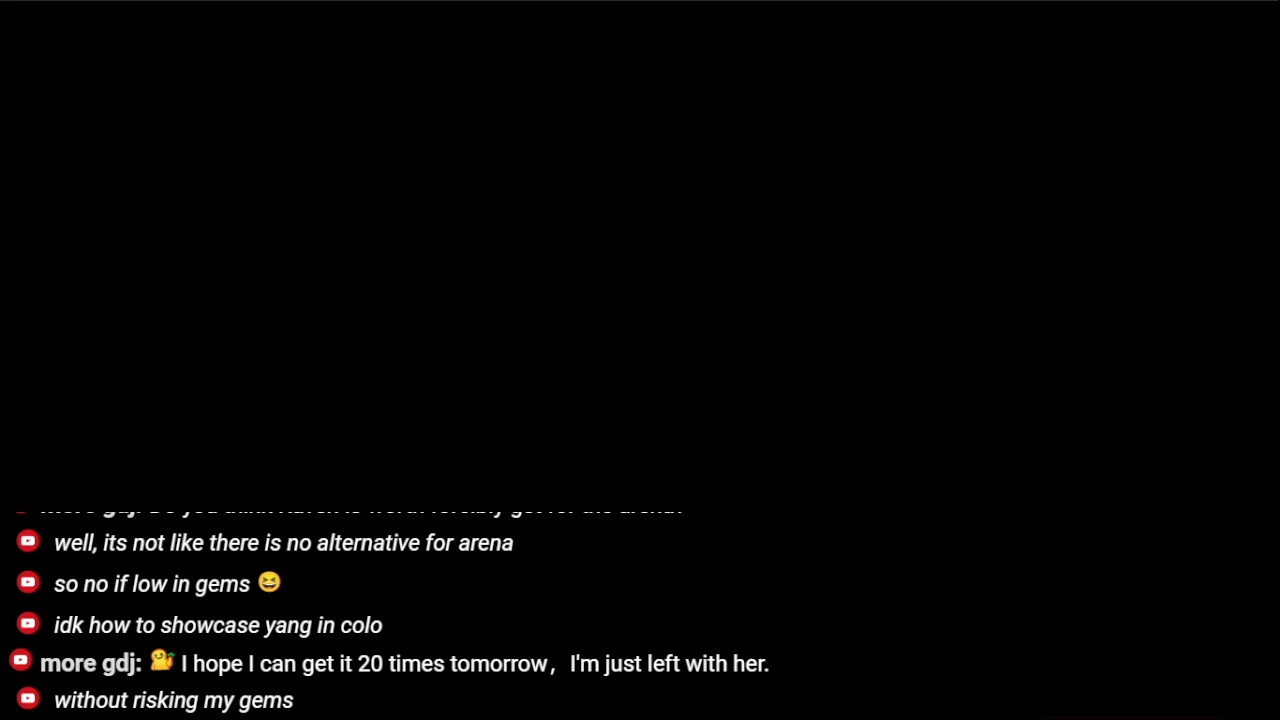 well, its not like there is no alternative for arena
so no if low in gems 😆
idk how to showcase yang in colo
more gdj: I hope I can get it 20 times tomorrow，I'm just left with her.
without risking my gems